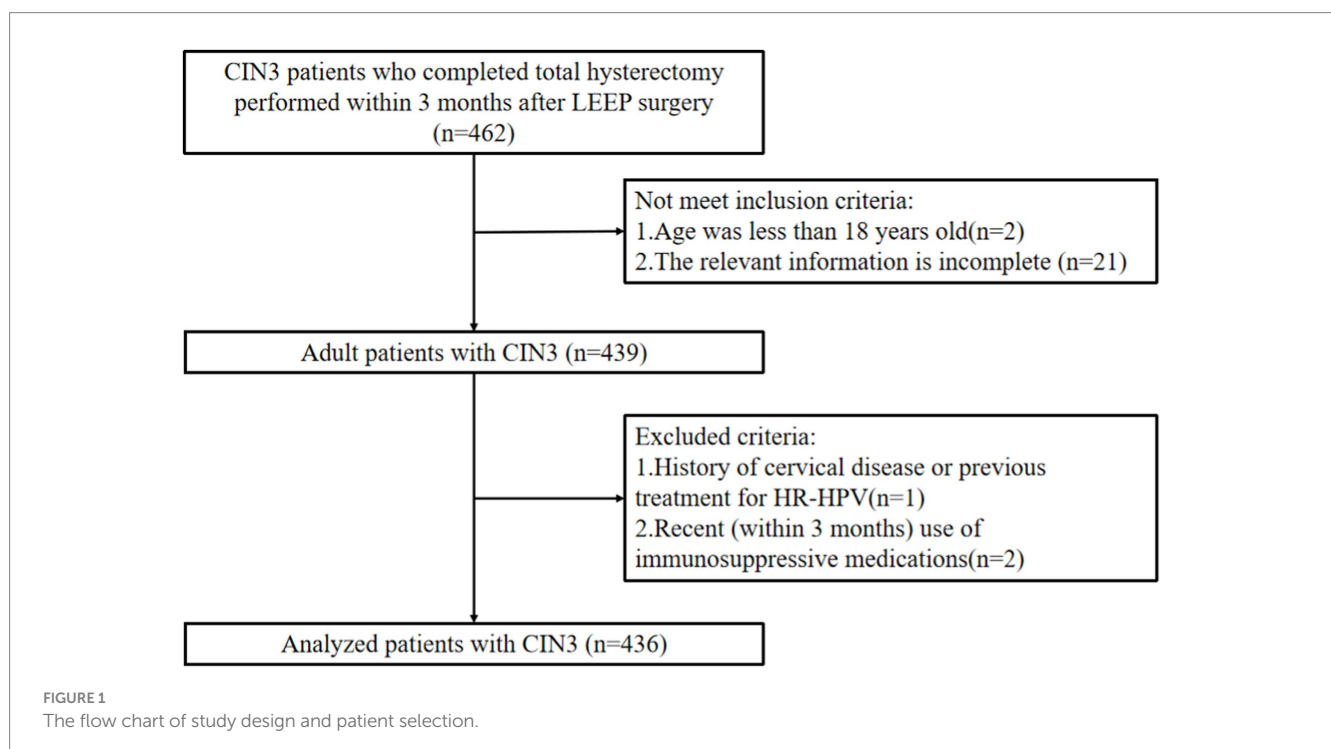 CIN3 patients who completed total hysterectomy
performed within 3 months after LEEP surgery
(n=462)
Not meet inclusion criteria:
1.Age was less than 18 years old(n=2)
2.The relevant information is incomplete (n=21)
Adult patients with CIN3 (n=439)
Excluded criteria:
1.History of cervical disease or previous
treatment for HR-HPV(n=1)
2.Recent (within 3 months) use of
immunosuppressive medications(n=2)
Analyzed patients with CIN3 (n=436)
FIGURE 1
The flow chart of study design and patient selection.